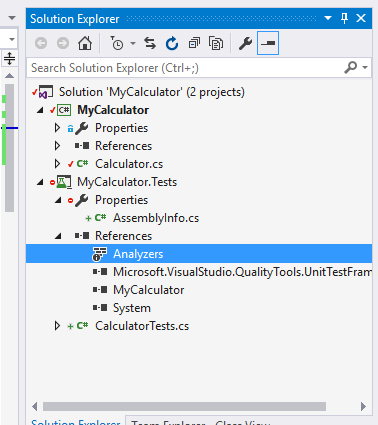 Solution Explorer
Search Solution Explorer (Ctrl+;)
Solution 'MyCalculator' (2 projects)
C# MyCalculator
Properties
References
C# Calculator.cs
MyCalculator.Tests
Properties
C# AssemblyInfo.cs
References
Analyzers
Microsoft.VisualStudio.QualityTools.UnitTestFram
MyCalculator
System
C# CalculatorTests.cs
Solution Explorer Team Explorer Class View